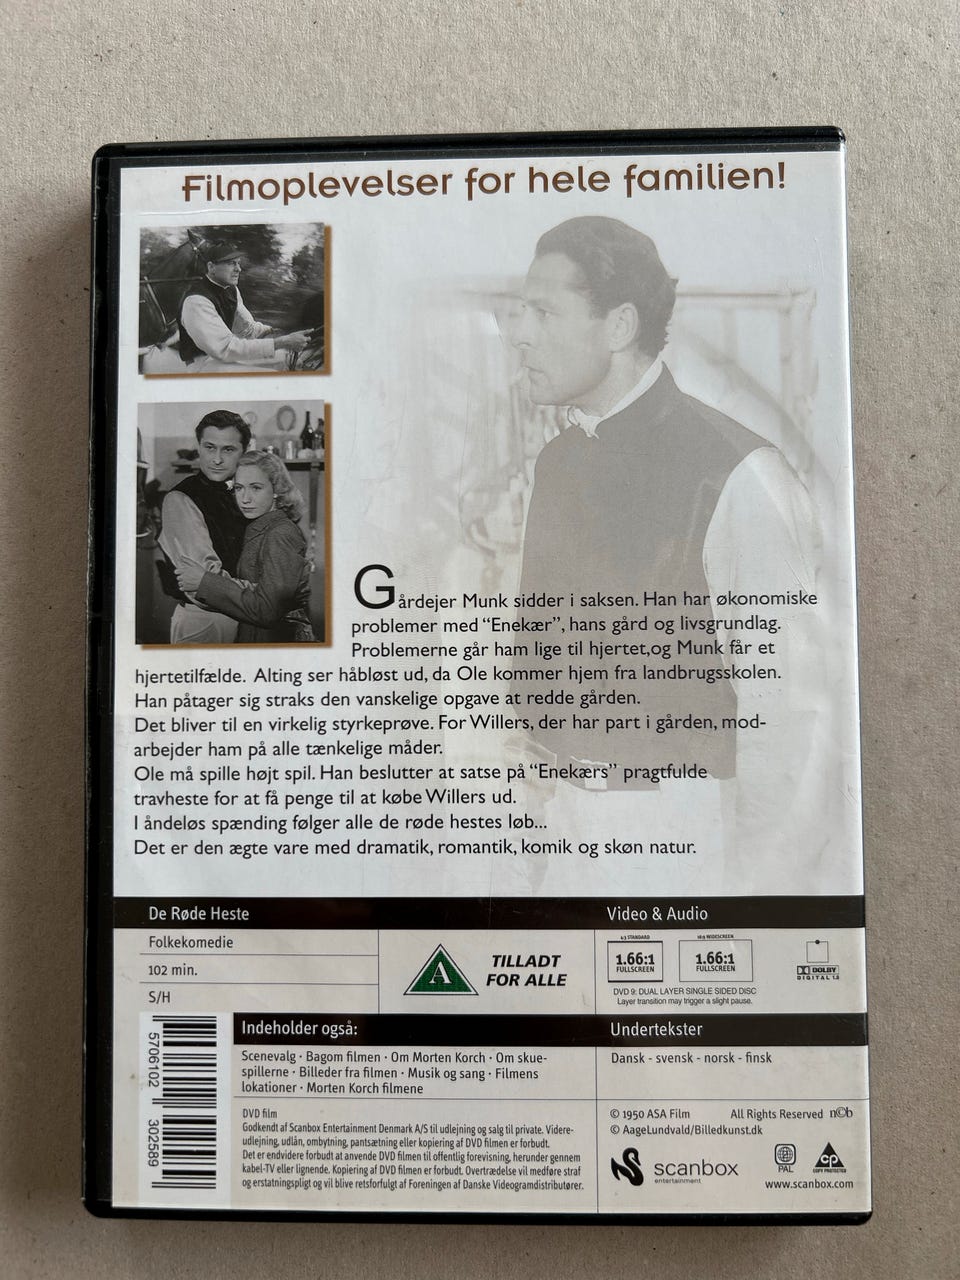 Filmoplevelser for hele familien!
Gårdejer Munk sidder i saksen. Han har økonomiske
problemer med “Enekær”, hans gård og livsgrundlag.
Problemerne går ham lige til hjertet,og Munk får et
hjertetilfælde. Alting ser håbløst ud, da Ole kommer hjem fra landbrugsskolen.
Han påtager sig straks den vanskelige opgave at redde gården.
Det bliver til en virkelig styrkeprøve. For Willers, der har part i gården, mod-
arbejder ham på alle tænkelige måder.
Ole må spille højt spil. Han beslutter at satse på “Enekærs” pragtfulde
travheste for at få penge til at købe Willers ud.
I åndeløs spænding følger alle de røde hestes løb...
Det er den ægte vare med dramatik, romantik, komik og skøn natur.
De Røde Heste
Folkekomedie
102 min.
S/H
A
TILLADT
FOR ALLE
Video & Audio
4:3 STANDARD
1.66:1
FULLSCREEN
16:9 WIDESCREEN
1.66:1
FULLSCREEN
DOLBY
DIGITAL 1.0
DVD 9: DUAL LAYER SINGLE SIDED DISC
Layer transition may trigger a slight pause.
5706102 302589
Indeholder også:
Scenevalg · Bagom filmen · Om Morten Korch · Om skue-
spillerne · Billeder fra filmen · Musik og sang · Filmens
lokationer · Morten Korch filmene
Undertekster
Dansk - svensk - norsk - finsk
DVD film
Godkendt af Scanbox Entertainment Denmark A/S til udlejning og salg til private. Videre-
udlejning, udlån, ombytning, pantsætning eller kopiering af DVD filmen er forbudt.
Det er endvidere forbudt at anvende DVD filmen til offentlig forevisning, herunder gennem
kabel-TV eller lignende. Kopiering af DVD filmen er forbudt. Overtrædelse vil medføre straf
og erstatningspligt og vil blive retsforfulgt af Foreningen af Danske Videogramdistributører.
© 1950 ASA Film All Rights Reserved n©b
© AageLundvald/Billedkunst.dk
scanbox
entertainment
PAL
CP
COPY PROTECTED
www.scanbox.com